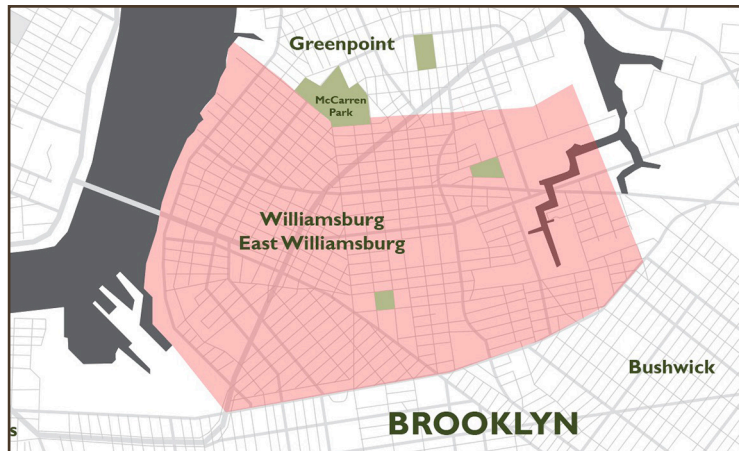 Greenpoint
McCarren
Park
Williamsburg
East Williamsburg
Bushwick
BROOKLYN
s